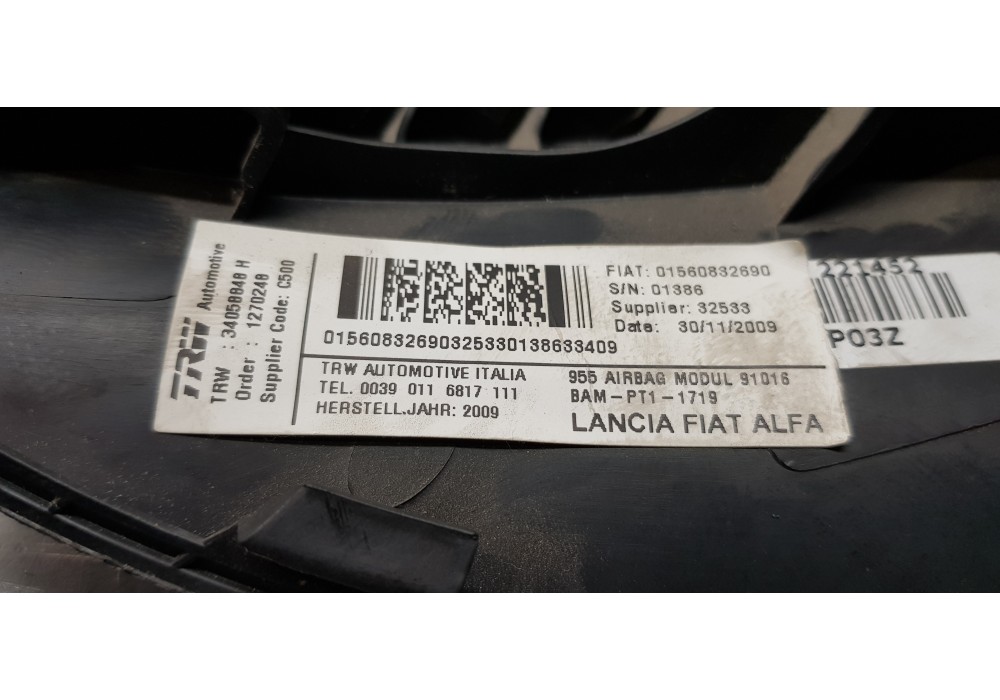 TRW Automotive
TRW : 34058848 H
Order : 1270248
Supplier Code: C500
FIAT: 01560832690
S/N: 01386
Supplier: 32533
Date: 30/11/2009
01560832690325330138633409
TRW AUTOMOTIVE ITALIA
TEL. 0039 011 6817 111
HERSTELL.JAHR: 2009
955 AIRBAG MODUL 91016
BAM-PT1-1719
LANCIA FIAT ALFA
221452
P03Z